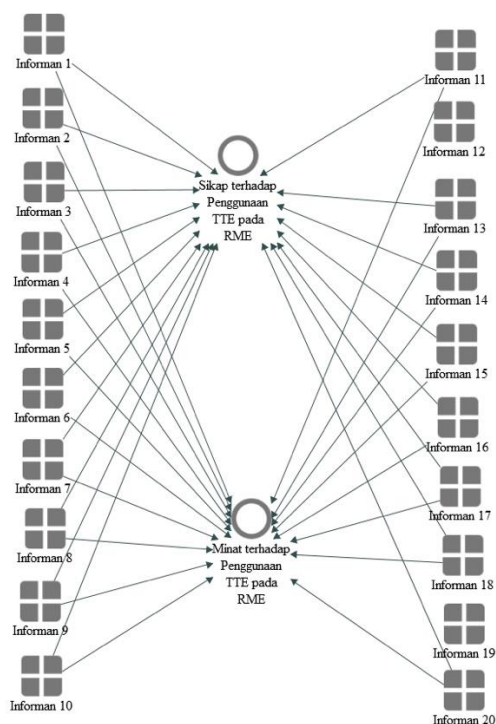 Informan 1
Informan 2
Informan 3
Informan 4
Informan 5
Informan 6
Informan 7
Informan 8
Informan 9
Informan 10
Sikap terhadap
Penggunaan
TTE pada
RME
Minat terhadap
Penggunaan
TTE pada
RME
Informan 11
Informan 12
Informan 13
Informan 14
Informan 15
Informan 16
Informan 17
Informan 18
Informan 19
Informan 20